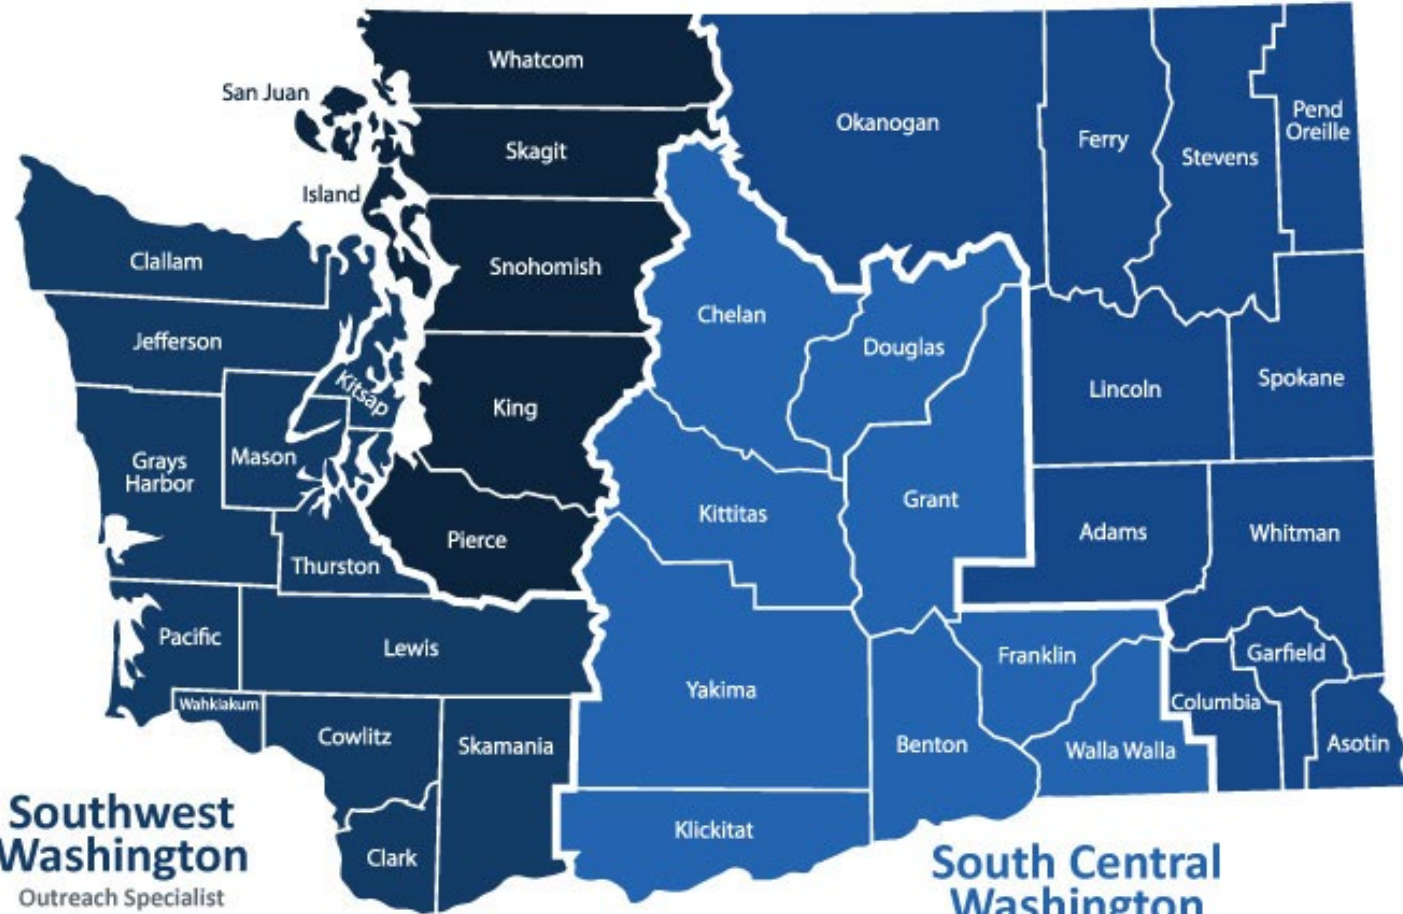 Whatcom
San Juan
Okanogan
Pend
Oreille
Ferry
Skagit
Stevens
Island
Clallam
Snohomish
Chelan
Jefferson
Douglas
Kitsap
Lincoln
Spokane
King
Mason
Grays
Harbor
Grant
Kittitas
Adams
Whitman
Pierce
Thurston
Pacific
Lewis
Franklin
Garfield
Yakima
Wahkiakum
Columbia
Cowlitz
Skamania
Benton
Walla Walla
Asotin
Southwest
Washington
Outreach Specialist
Clark
Klickitat
South Central
Washington